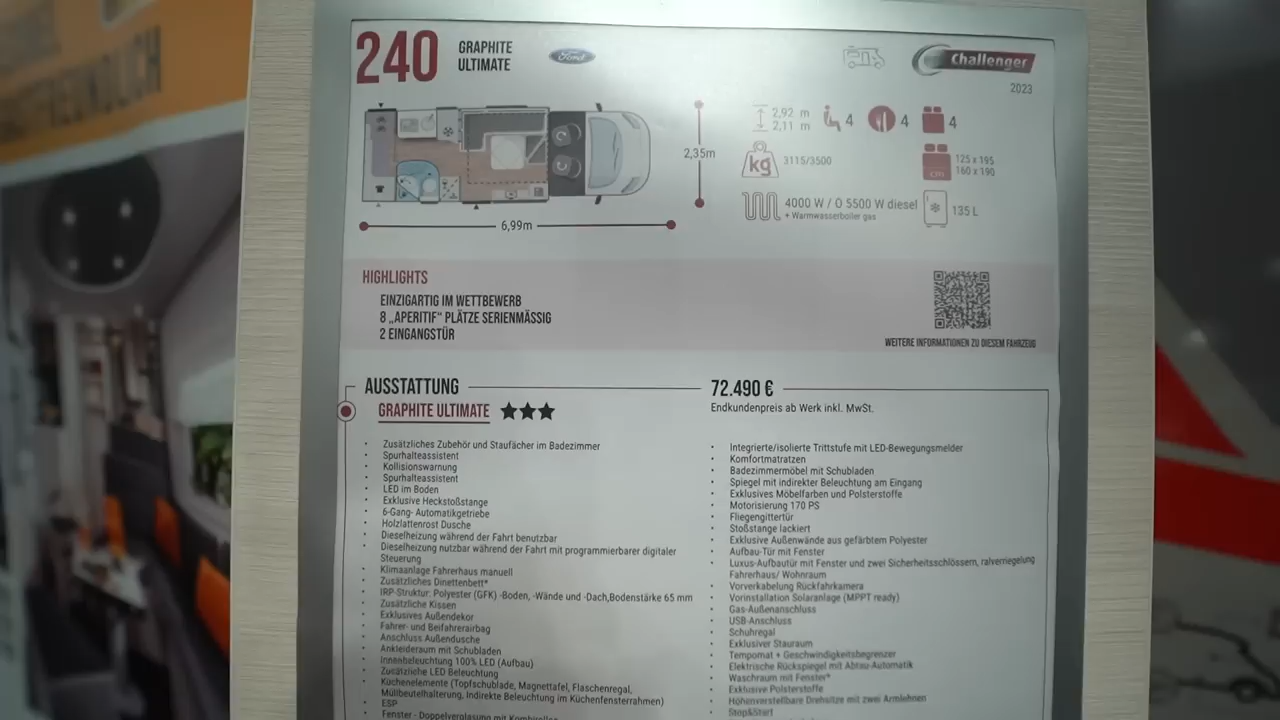 240
GRAPHITE
ULTIMATE
Ford
Challenger
2023
2,92 m
2,11 m
4
4
4
2,35m
kg
3115/3500
125 x 195
160 x 190
cm
4000 W / O 5500 W diesel
+ Warmwasserboiler gas
135 L
6,99m
HIGHLIGHTS
EINZIGARTIG IM WETTBEWERB
8 „APERITIF“ PLÄTZE SERIENMÄSSIG
2 EINGANGSTÜR
WEITERE INFORMATIONEN ZU DIESEM FAHRZEUG
AUSSTATTUNG
GRAPHITE ULTIMATE
72.490 €
Endkundenpreis ab Werk inkl. MwSt.
• Zusätzliches Zubehör und Staufächer im Badezimmer
• Spurhalteassistent
• Kollisionswarnung
• Spurhalteassistent
• LED im Boden
• Exklusive Heckstoßstange
• 6-Gang- Automatikgetriebe
• Holzlattenrost Dusche
• Dieselheizung während der Fahrt benutzbar
• Dieselheizung nutzbar während der Fahrt mit programmierbarer digitaler
Steuerung
• Klimaanlage Fahrerhaus manuell
• Zusätzliches Dinettenbett*
• IRP-Struktur: Polyester (GFK) -Boden, -Wände und -Dach,Bodenstärke 65 mm
• Zusätzliche Kissen
• Exklusives Außendekor
• Fahrer- und Beifahrerairbag
• Anschluss Außendusche
• Ankleideraum mit Schubladen
• Innenbeleuchtung 100% LED (Aufbau)
• Zusätzliche LED Beleuchtung
• Küchenelemente (Topfschublade, Magnettafel, Flaschenregal,
Müllbeutelhalterung, Indirekte Beleuchtung im Küchenfensterrahmen)
• ESP
• Fenster - Doppelverglasung mit
• Integrierte/isolierte Trittstufe mit LED-Bewegungsmelder
• Komfortmatratzen
• Badezimmermöbel mit Schubladen
• Spiegel mit indirekter Beleuchtung am Eingang
• Exklusives Möbelfarben und Polsterstoffe
• Motorisierung 170 PS
• Fliegengittertür
• Stoßstange lackiert
• Exklusive Außenwände aus gefärbtem Polyester
• Aufbau-Tür mit Fenster
• Luxus-Aufbautür mit Fenster und zwei Sicherheitsschlössern, ralverriegelung
Fahrerhaus/ Wohnraum
• Vorverkabelung Rückfahrkamera
• Vorinstallation Solaranlage (MPPT ready)
• Gas-Außenanschluss
• USB-Anschluss
• Schuhregal
• Exklusiver Stauraum
• Tempomat + Geschwindigkeitsbegrenzer
• Elektrische Rückspiegel mit Abtau-Automatik
• Waschraum mit Fenster*
• Exklusive Polsterstoffe
• Höhenverstellbare Drehsitze mit zwei Armlehnen
• Stop&Start